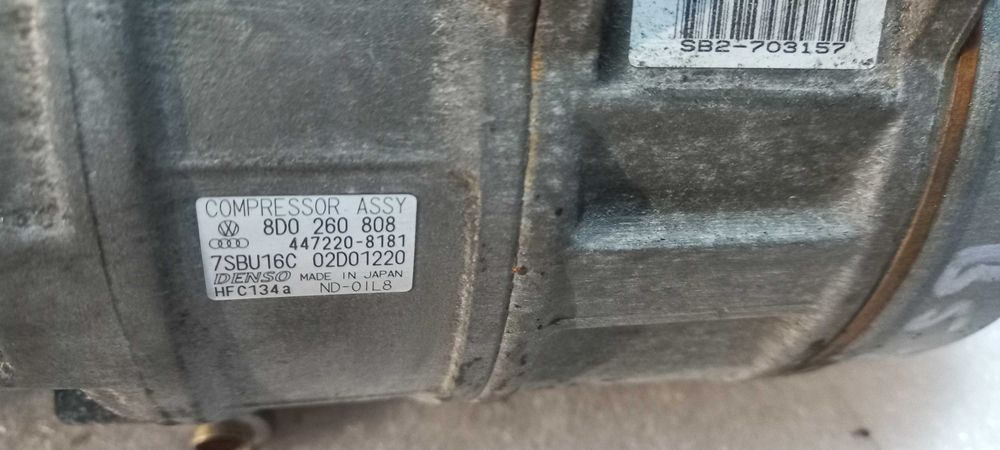 SB2-703157
COMPRESSOR ASSY
8D0 260 808
447220-8181
7SBU16C 02D01220
DENSO MADE IN JAPAN
HFC134a ND-OIL8